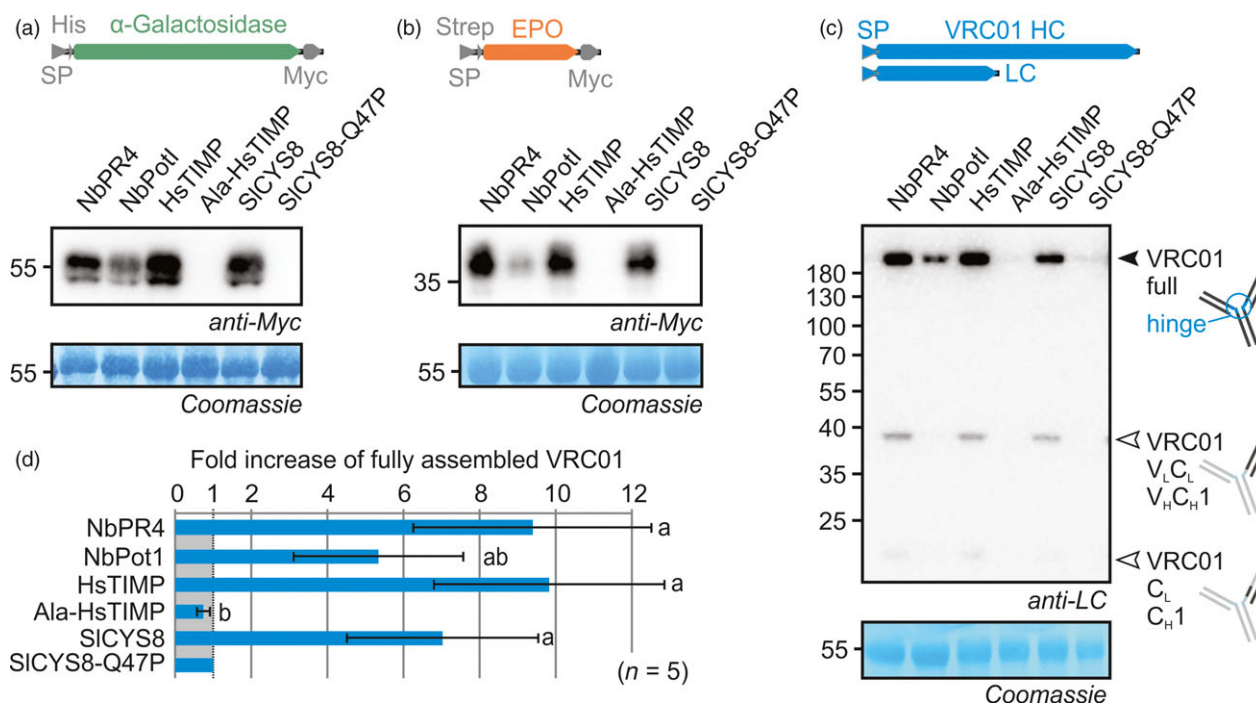 (a)
His
α-Galactosidase
SP
Myc
NbPR4
NbPotI
HsTIMP
Ala-HsTIMP
SlCYS8
SlCYS8-Q47P
55
anti-Myc
55
Coomassie
(b)
Strep
EPO
SP
Myc
NbPR4
NbPotI
HsTIMP
Ala-HsTIMP
SlCYS8
SlCYS8-Q47P
35
anti-Myc
55
Coomassie
(c)
SP
VRC01 HC
LC
NbPR4
NbPotI
HsTIMP
Ala-HsTIMP
SlCYS8
SlCYS8-Q47P
180
130
100
70
55
40
35
25
VRC01
full
hinge
VRC01
VLCL
VHCH1
VRC01
CL
CH1
anti-LC
55
Coomassie
(d)
Fold increase of fully assembled VRC01
0 1 2 4 6 8 10 12
NbPR4 a
NbPot1 ab
HsTIMP a
Ala-HsTIMP b
SlCYS8 a
SlCYS8-Q47P
(n = 5)